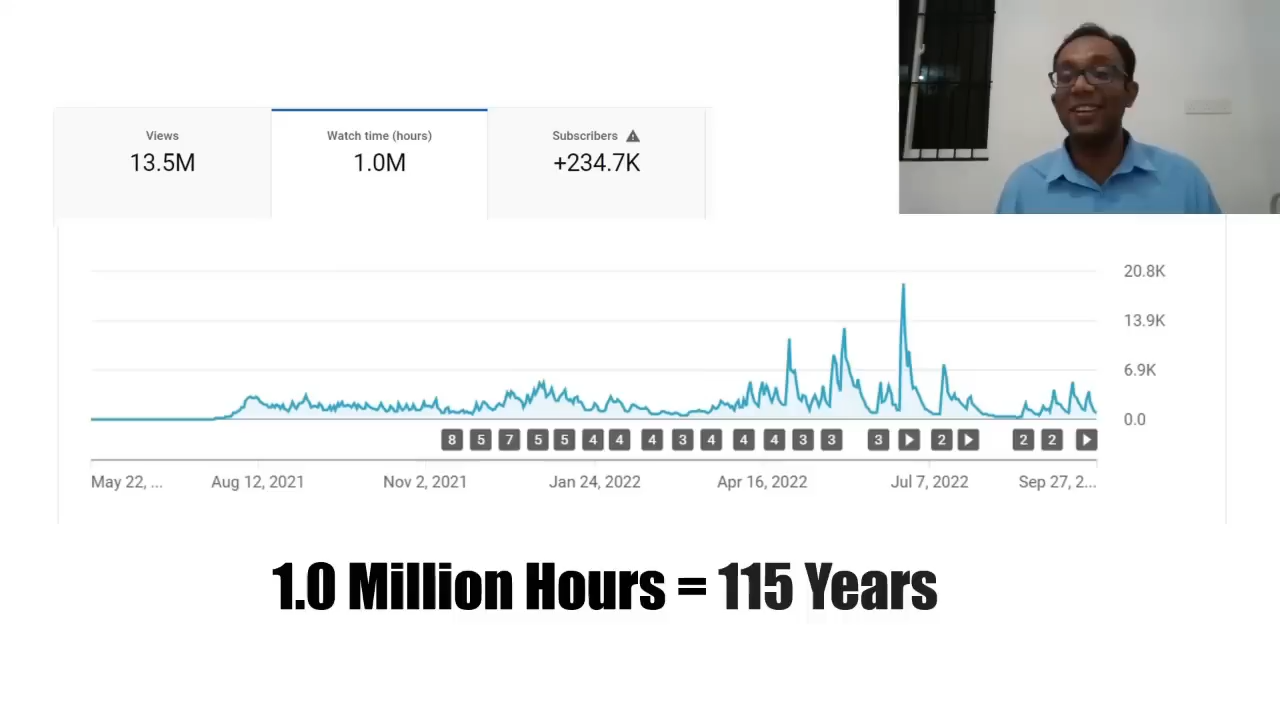 Views
13.5M
Watch time (hours)
1.0M
Subscribers
+234.7K
20.8K
13.9K
6.9K
0.0
8 5 7 5 5 4 4 4 3 4 4 4 3 3 3 2 2 2
May 22, ... Aug 12, 2021 Nov 2, 2021 Jan 24, 2022 Apr 16, 2022 Jul 7, 2022 Sep 27, 2...
1.0 Million Hours = 115 Years